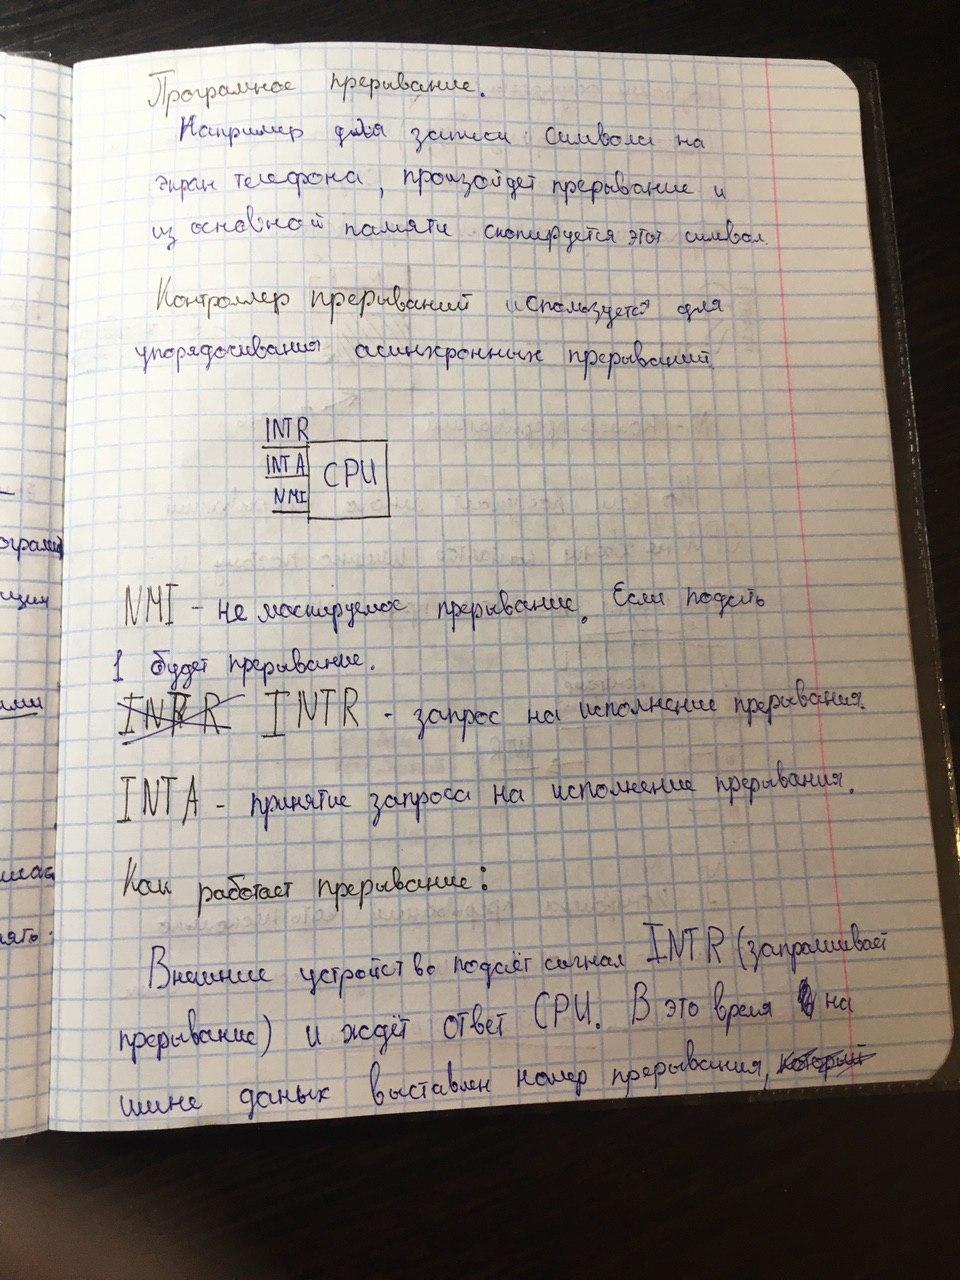 Програмное прерывание.
Например для записи символа на
экран телефона, произойдет прерывание и
из основной памяти скопируется этот символ.
Контроллер прерываний используется для
упорядочивания асинхронных прерываний.
INTR
INTA
CPU
NMI
NMI - не маскируемое прерывание. Если подать
1 будет прерывание.
INTR - запрос на исполнение прерывания.
INTA - принятие запроса на исполнение прерывания.
Как работает прерывание:
Внешние устройство подаёт сигнал INTR (запрашивает
прерывание) и ждёт ответ CPU. В это время на
шине даных выставлен номер прерывания, который